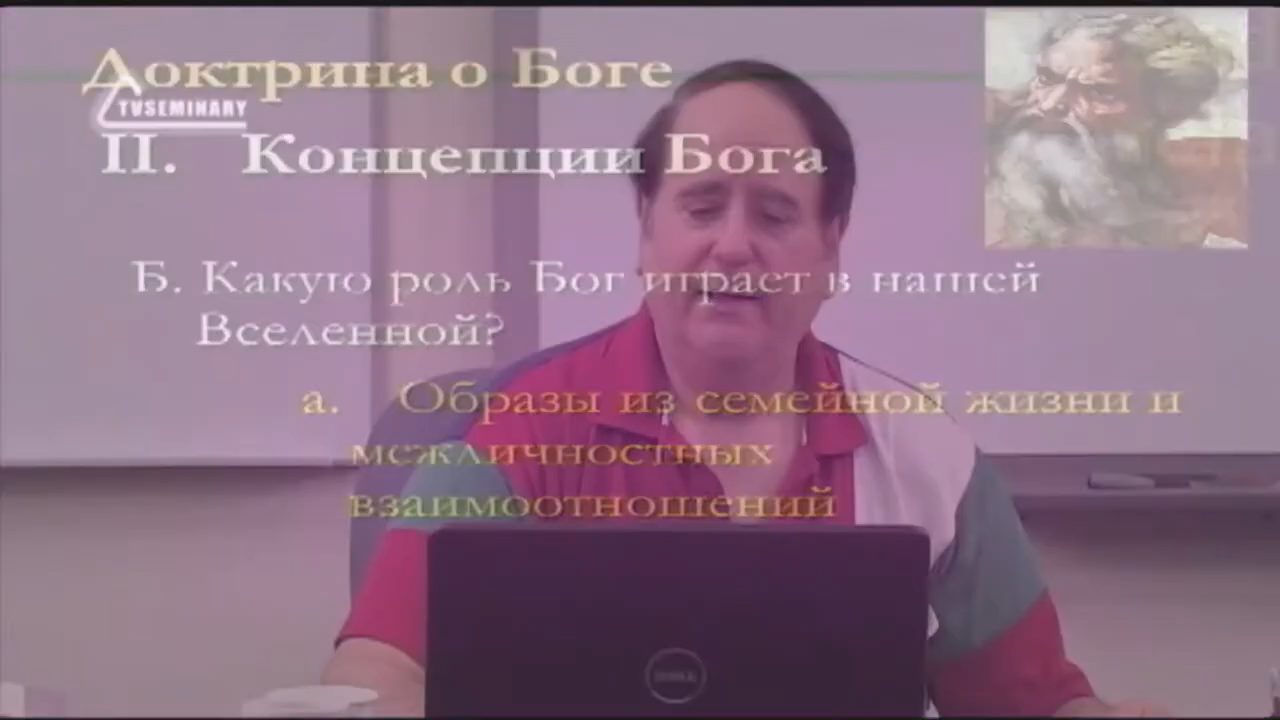 Доктрина о Боге
TVSEMINARY
II. Концепции Бога
Б. Какую роль Бог играет в нашей
Вселенной?
а. Образы из семейной жизни и
межличностных
взаимоотношений
DELL